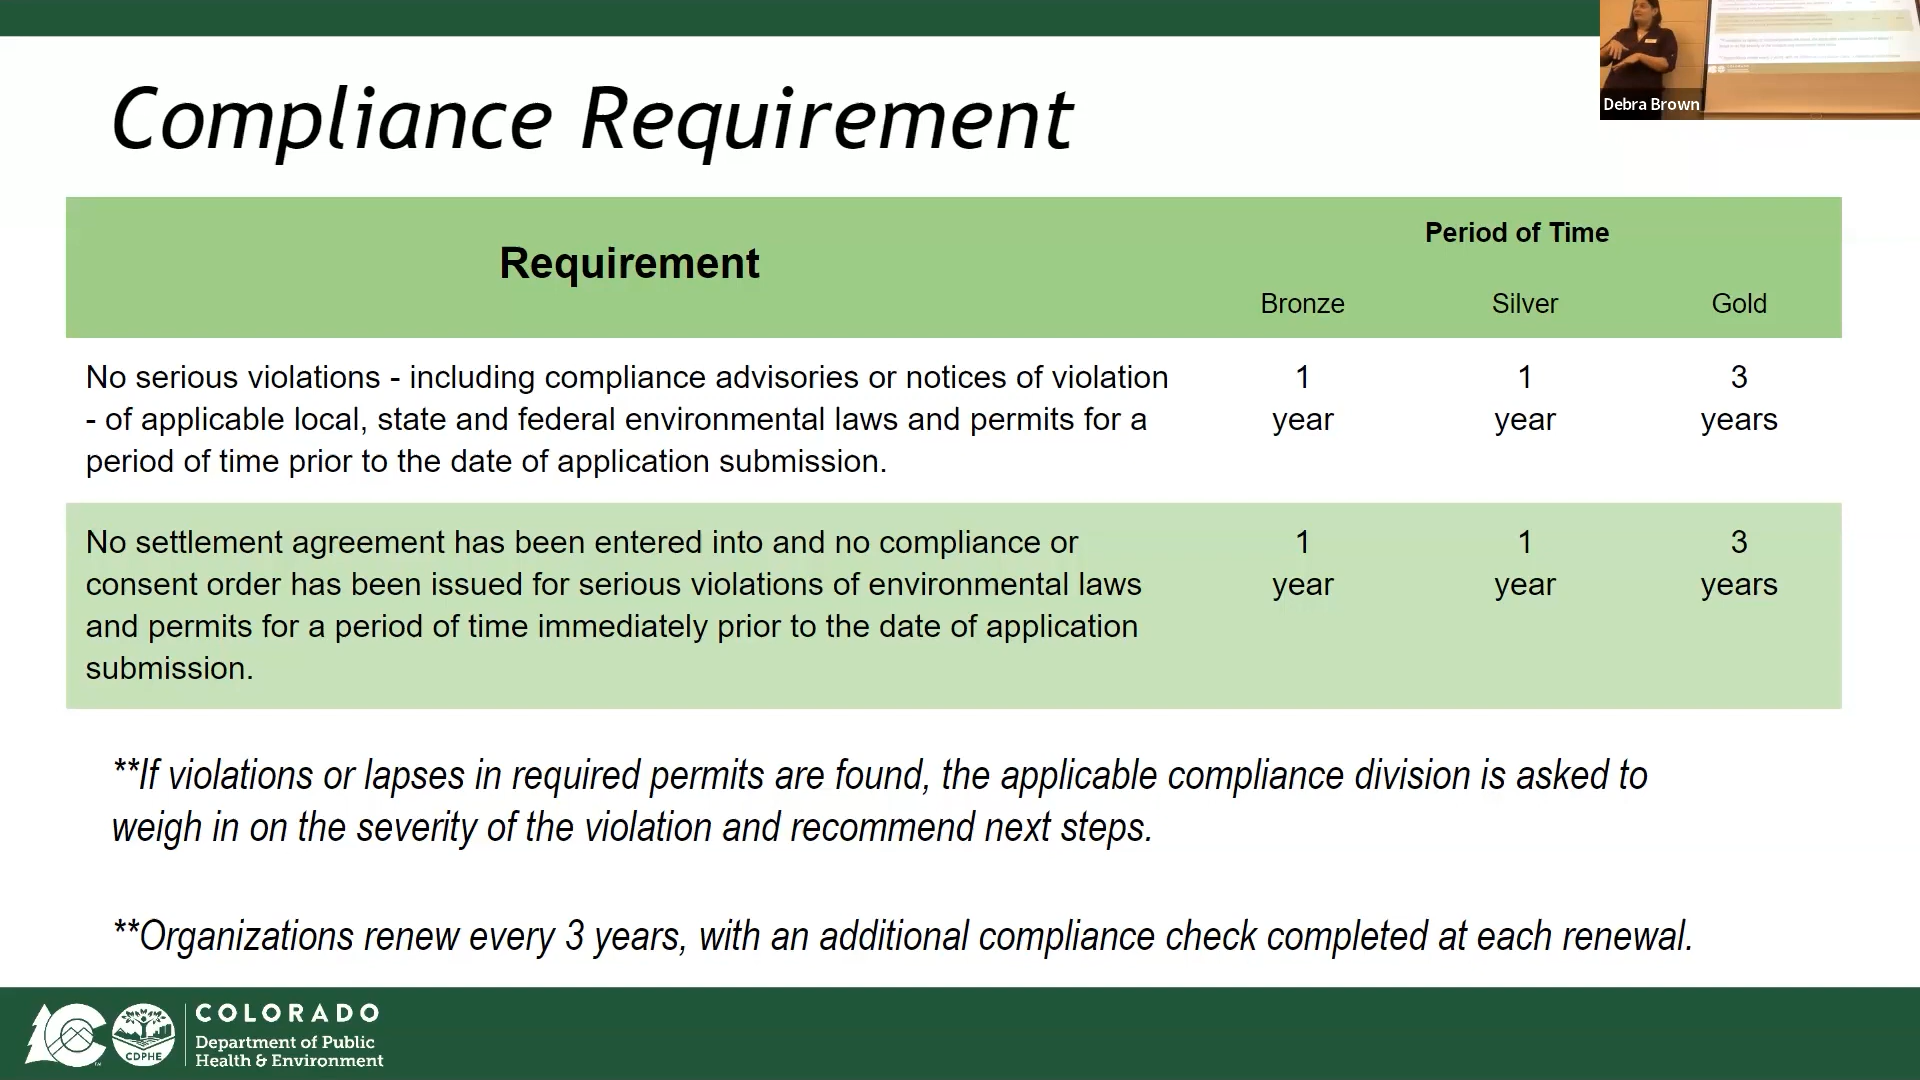 Compliance Requirement
Debra Brown
Requirement
Period of Time
Bronze Silver Gold
No serious violations - including compliance advisories or notices of violation
- of applicable local, state and federal environmental laws and permits for a
period of time prior to the date of application submission.
1
year
1
year
3
years
No settlement agreement has been entered into and no compliance or
consent order has been issued for serious violations of environmental laws
and permits for a period of time immediately prior to the date of application
submission.
1
year
1
year
3
years
**If violations or lapses in required permits are found, the applicable compliance division is asked to
weigh in on the severity of the violation and recommend next steps.
**Organizations renew every 3 years, with an additional compliance check completed at each renewal.
CDPHE
COLORADO
Department of Public
Health & Environment